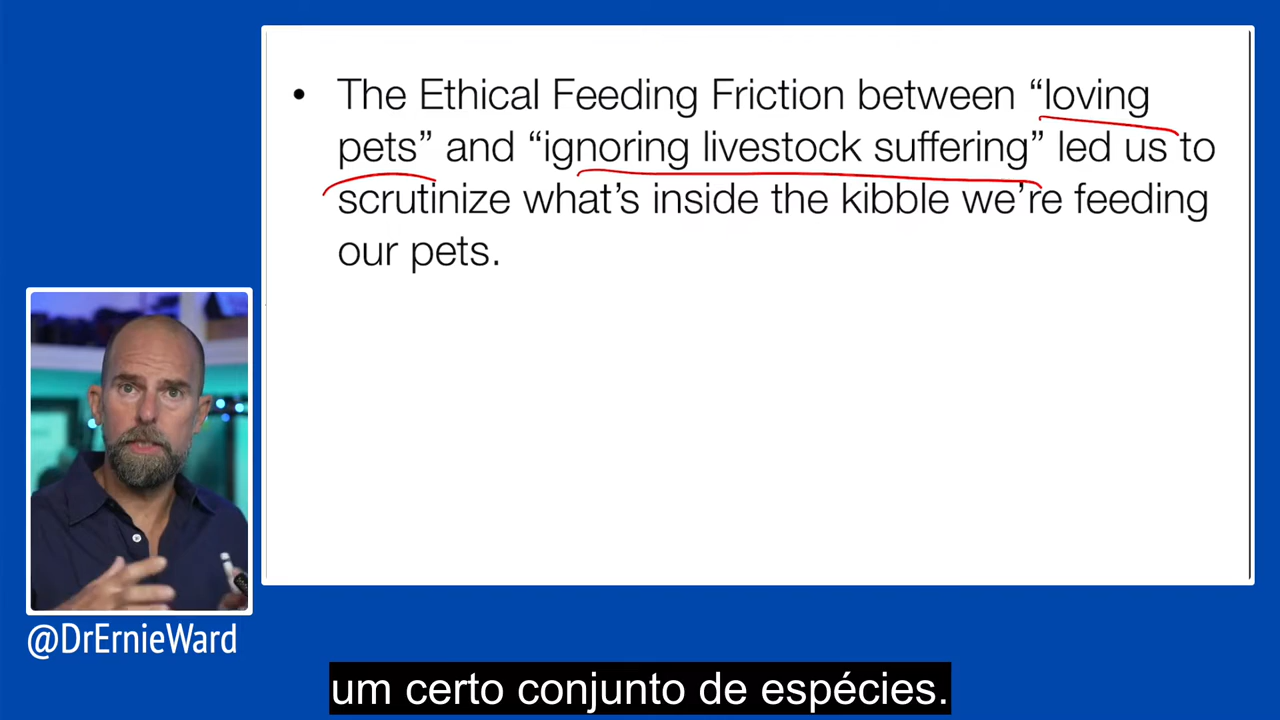 • The Ethical Feeding Friction between “loving
pets” and “ignoring livestock suffering” led us to
scrutinize what’s inside the kibble we’re feeding
our pets.
@DrErnieWard
um certo conjunto de espécies.